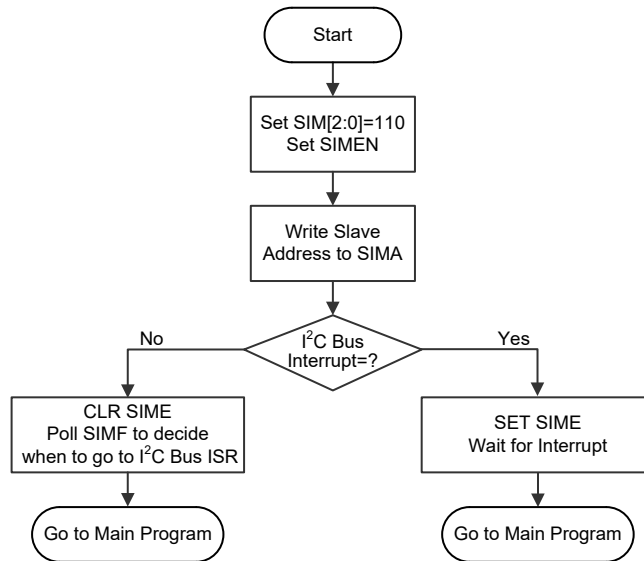 Start
Set SIM[2:0]=110
Set SIMEN
Write Slave
Address to SIMA
I²C Bus
Interrupt=?
No
Yes
CLR SIME
Poll SIMF to decide
when to go to I²C Bus ISR
SET SIME
Wait for Interrupt
Go to Main Program
Go to Main Program